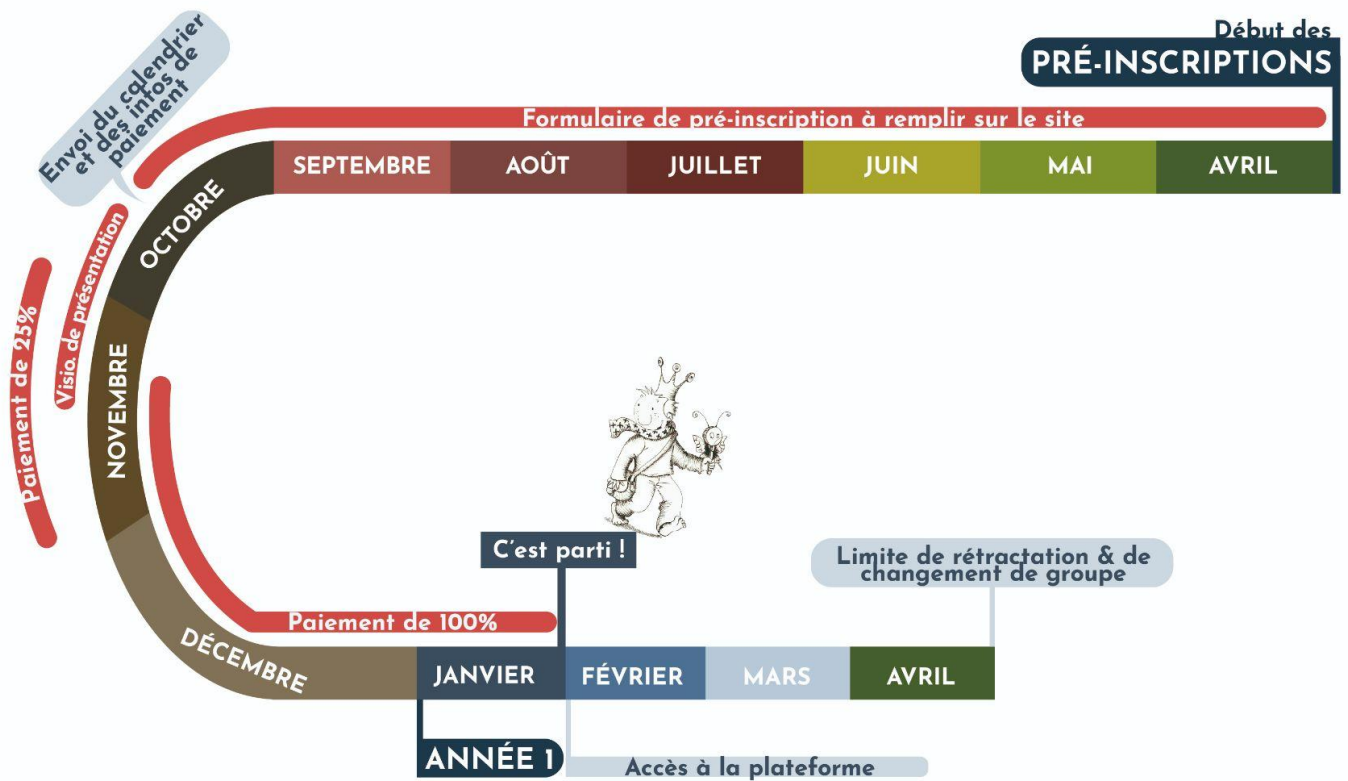 Début des
PRÉ-INSCRIPTIONS
Envoi du calendrier
et des infos de
paiement
Formulaire de pré-inscription à remplir sur le site
SEPTEMBRE
AOÛT
JUILLET
JUIN
MAI
AVRIL
OCTOBRE
Visio. de présentation
Paiement de 25%
NOVEMBRE
C'est parti !
Limite de rétractation & de
changement de groupe
Paiement de 100%
DÉCEMBRE
JANVIER
FÉVRIER
MARS
AVRIL
ANNÉE 1
Accès à la plateforme